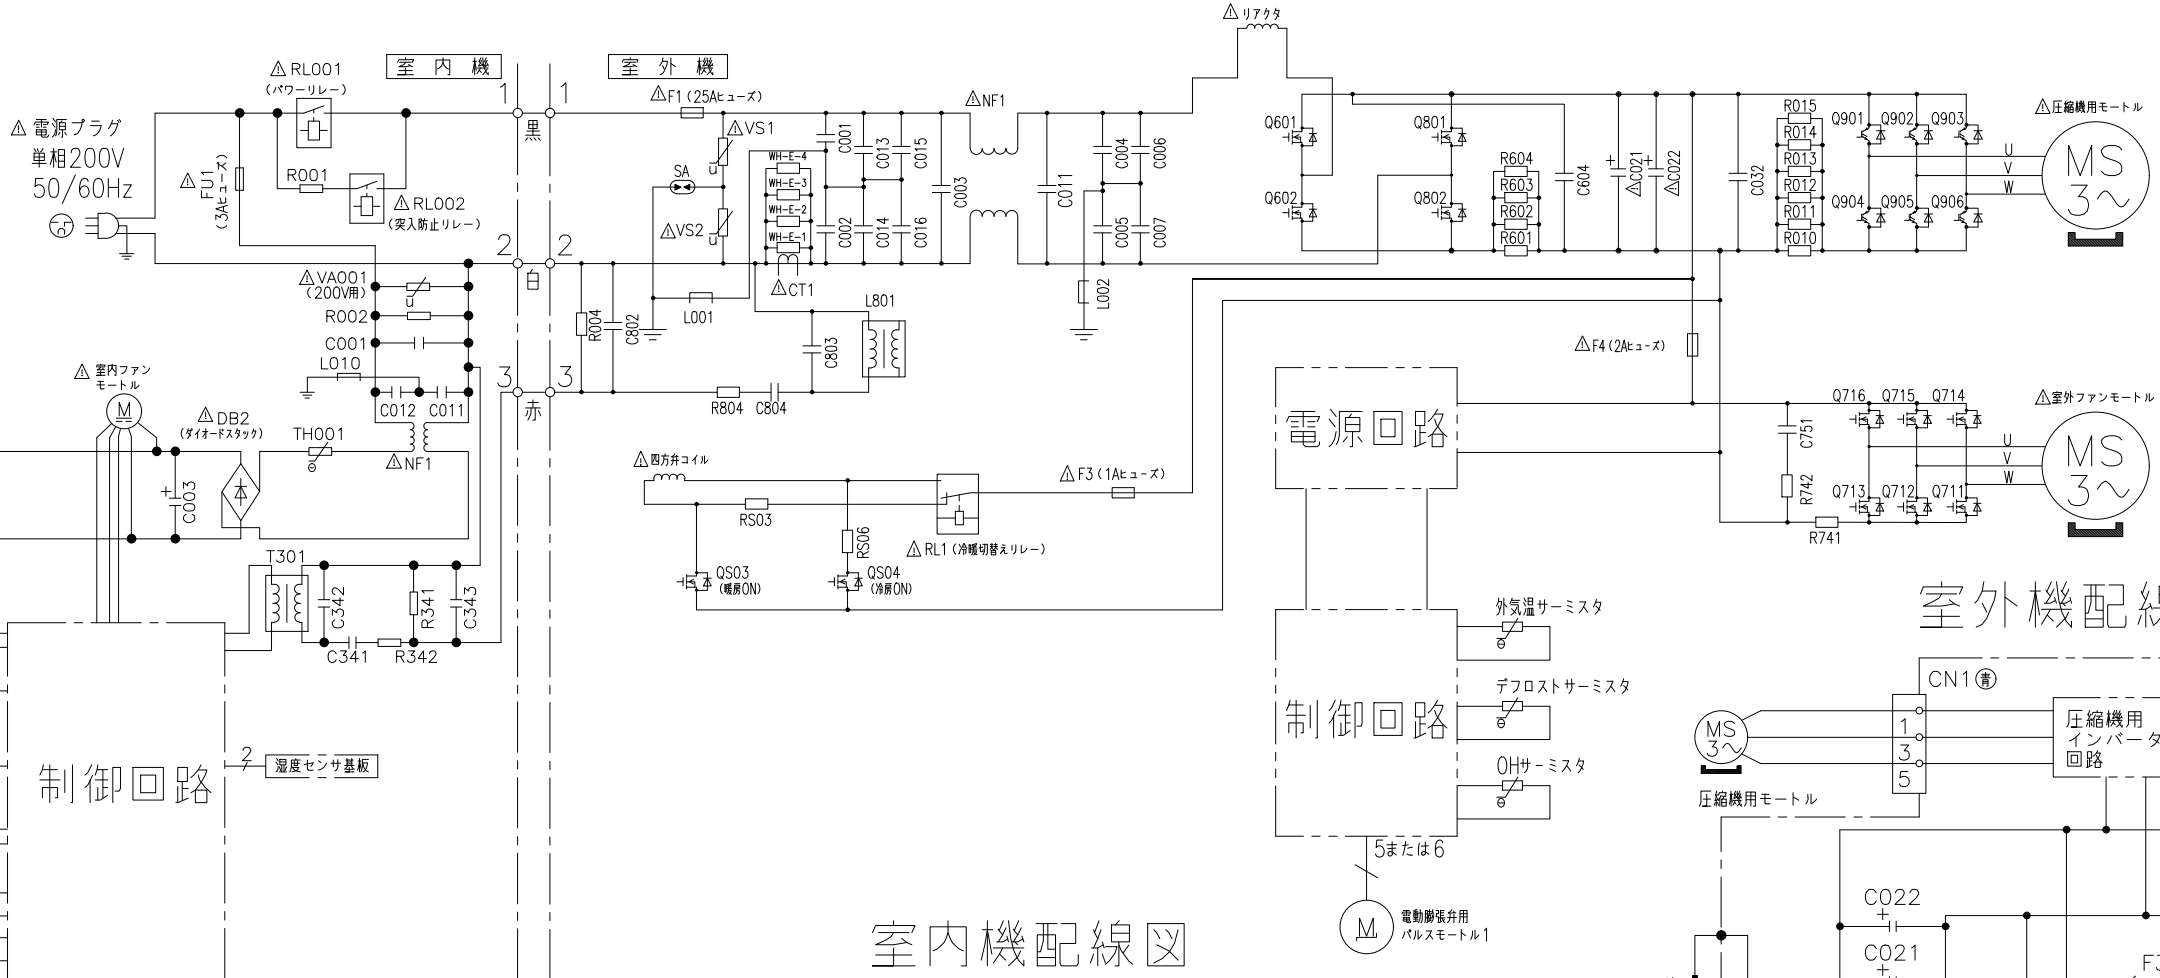 ⚠ リアクタ
⚠ RL001
(パワーリレー)
室内機
室外機
1
1
⚠F1(25Aヒューズ)
⚠NF1
⚠ 電源プラグ
単相200V
50/60Hz
⚠ FU1
(3Aヒューズ)
R001
⚠ RL002
(突入防止リレー)
黒
⚠VS1
u
SA
⚠VS2
u
WH-E-4
WH-E-3
WH-E-2
WH-E-1
⚠CT1
C001
C002
C013
C014
C015
C016
C003
C011
C004
C005
C006
C007
Q601
Q602
Q801
Q802
R604
R603
R602
R601
C604
+
⚠C021
+
⚠C022
C032
R015
R014
R013
R012
R011
R010
Q901
Q902
Q903
Q904
Q905
Q906
U
V
W
⚠圧縮機用モートル
MS
3~
2
2
白
⚠VA001
(200V用)
u
R002
C001
L010
C012
C011
⚠NF1
R004
C802
L001
L801
C803
L002
3
3
赤
R804
C804
⚠ 室内ファン
モートル
M
⚠ DB2
(ダイオードスタック)
TH001
θ
+
C003
⚠四方弁コイル
RS03
RS06
QS03
(暖房ON)
QS04
(冷房ON)
⚠ RL1(冷暖切替えリレー)
⚠ F3(1Aヒューズ)
⚠F4(2Aヒューズ)
電源回路
C751
R742
R741
Q716
Q715
Q714
Q713
Q712
Q711
U
V
W
⚠室外ファンモートル
MS
3~
T301
C342
R341
C343
C341
R342
制御回路
2
湿度センサ基板
制御回路
外気温サーミスタ
θ
デフロストサーミスタ
θ
OHサーミスタ
θ
5または6
M
電動膨張弁用
パルスモートル1
室内機配線図
室外機配
CN1 青
MS
3~
圧縮機用モートル
1
3
5
圧縮機用
インバータ
回路
C022
+
C021
+